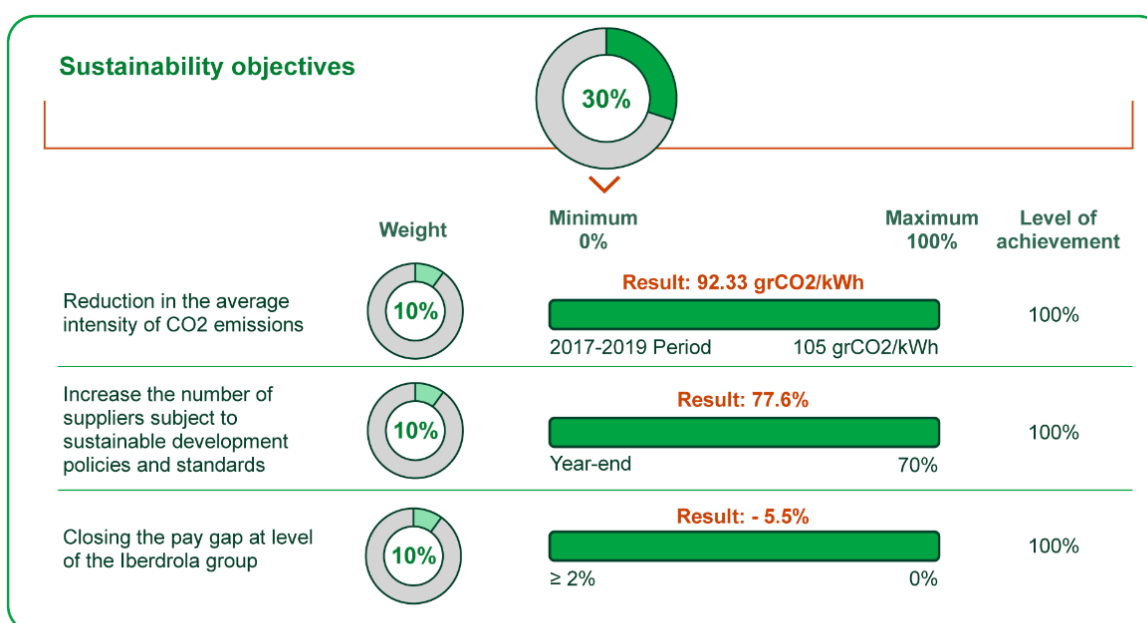 Sustainability objectives
30%
Weight
Minimum
0%
Maximum
100%
Level of
achievement
Reduction in the average
intensity of CO2 emissions
10%
Result: 92.33 grCO2/kWh
2017-2019 Period
105 grCO2/kWh
100%
Increase the number of
suppliers subject to
sustainable development
policies and standards
10%
Result: 77.6%
Year-end
70%
100%
Closing the pay gap at level
of the Iberdrola group
10%
Result: - 5.5%
≥ 2%
0%
100%